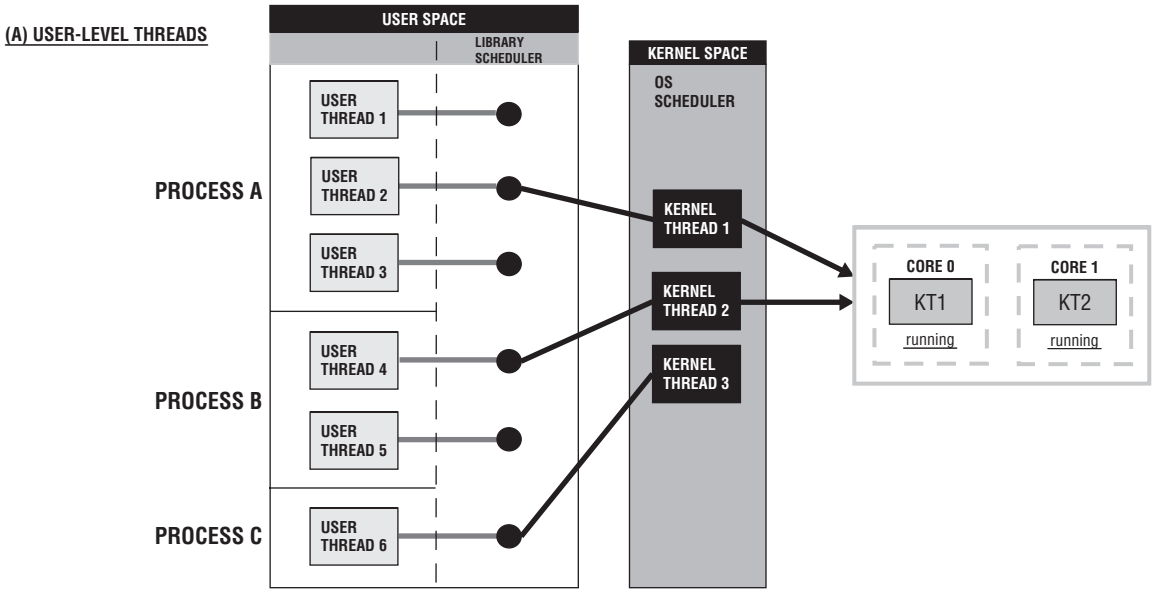 (A) USER-LEVEL THREADS
USER SPACE
LIBRARY
SCHEDULER
KERNEL SPACE
OS
SCHEDULER
PROCESS A
USER
THREAD 1
USER
THREAD 2
USER
THREAD 3
PROCESS B
USER
THREAD 4
USER
THREAD 5
PROCESS C
USER
THREAD 6
KERNEL
THREAD 1
KERNEL
THREAD 2
KERNEL
THREAD 3
CORE 0
KT1
running
CORE 1
KT2
running